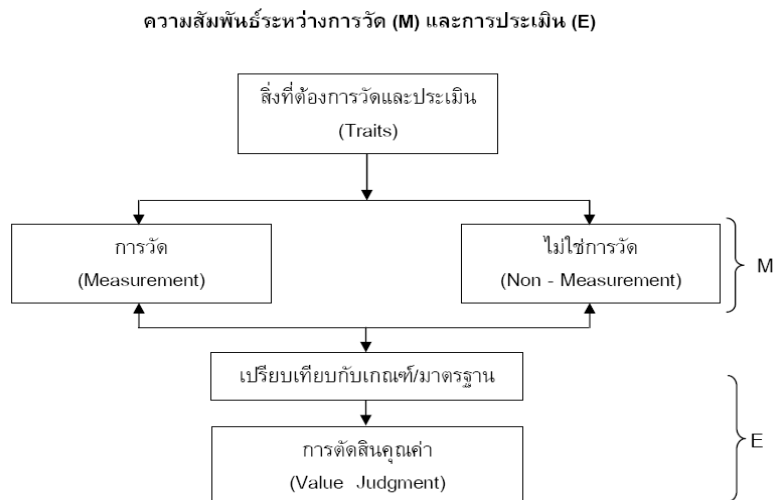 ความสัมพันธ์ระหว่างการวัด (M) และการประเมิน (E)
สิ่งที่ต้องการวัดและประเมิน
(Traits)
การวัด
(Measurement)
ไม่ใช่การวัด
(Non - Measurement)
M
เปรียบเทียบกับเกณฑ์/มาตรฐาน
การตัดสินคุณค่า
(Value Judgment)
E